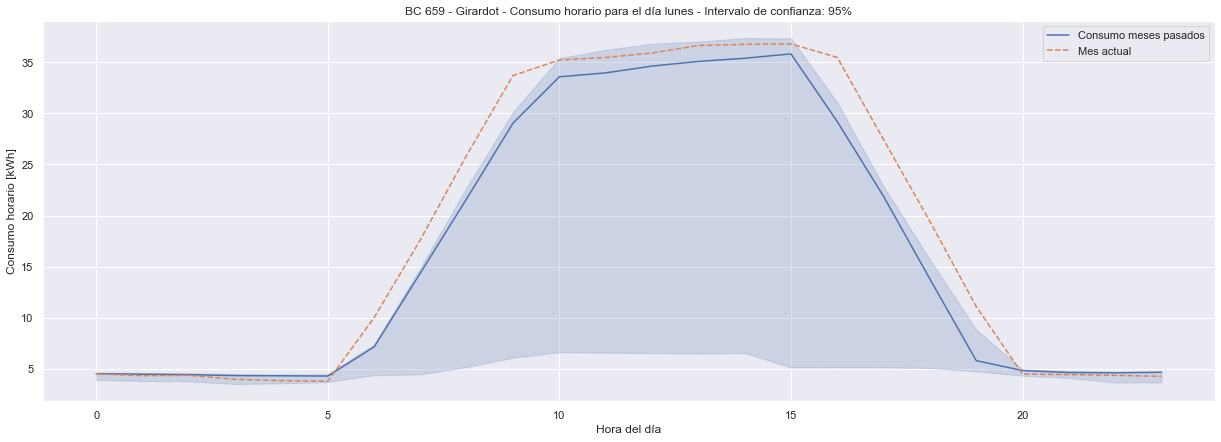 BC 659 - Girardot - Consumo horario para el día lunes - Intervalo de confianza: 95%
Consumo meses pasados
Mes actual
Consumo horario [kWh]
35
30
25
20
15
10
5
0
5
10
15
20
Hora del día